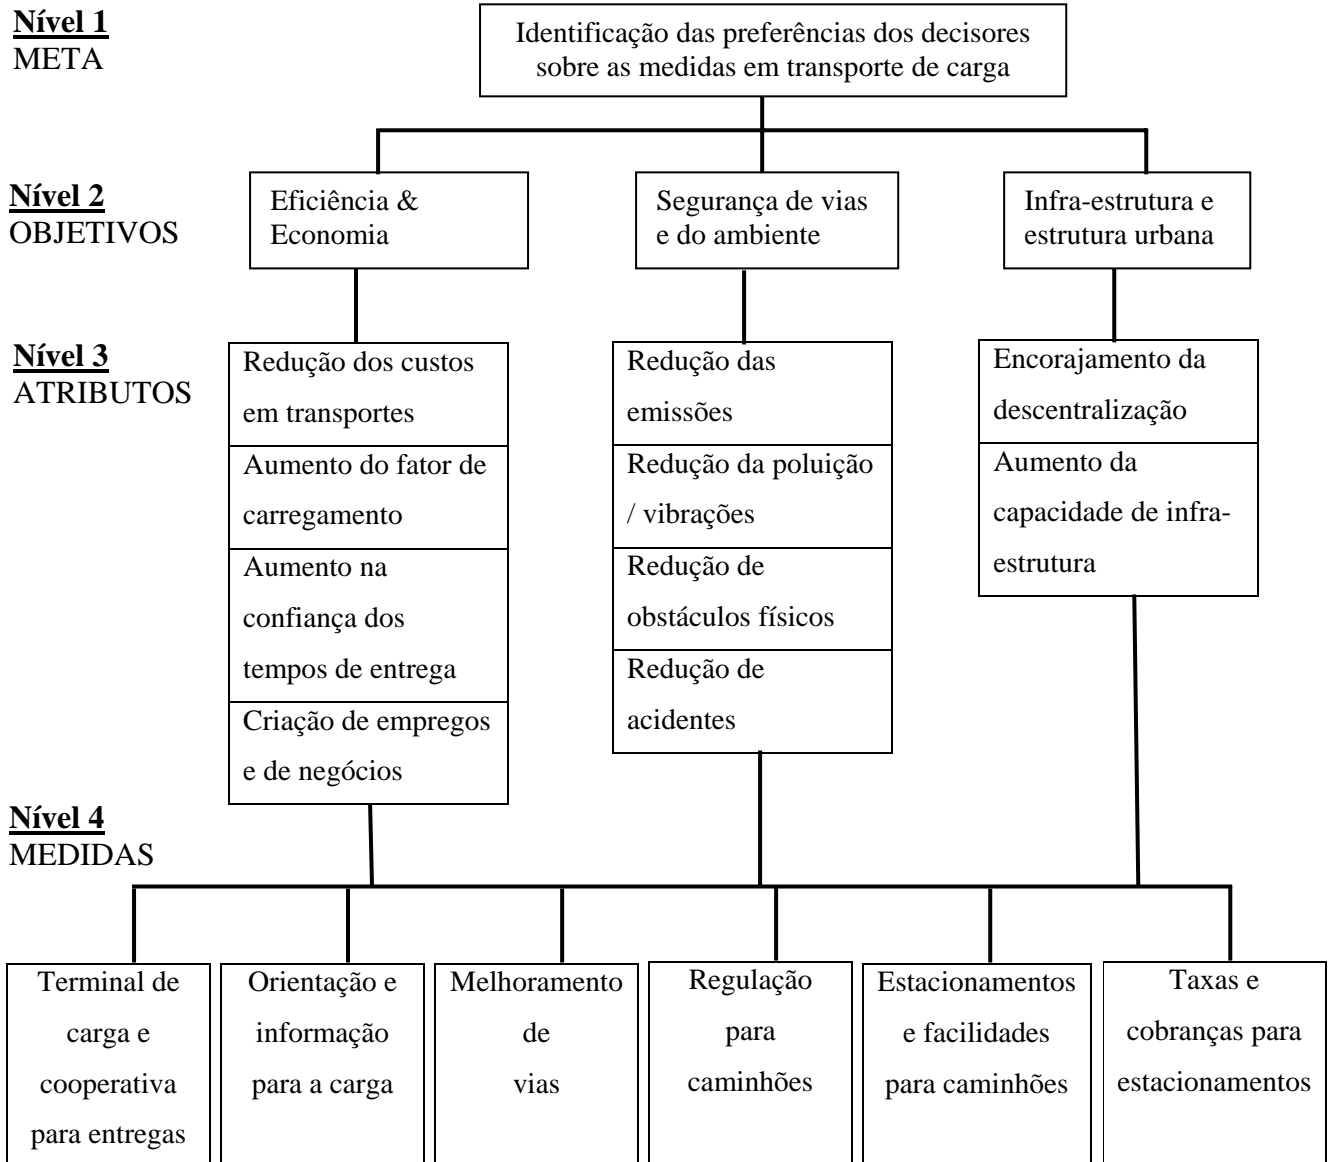 Nível 1
META
Identificação das preferências dos decisores
sobre as medidas em transporte de carga
Nível 2
OBJETIVOS
Eficiência &
Economia
Segurança de vias
e do ambiente
Infra-estrutura e
estrutura urbana
Nível 3
ATRIBUTOS
Redução dos custos
em transportes
Aumento do fator de
carregamento
Aumento na
confiança dos
tempos de entrega
Criação de empregos
e de negócios
Redução das
emissões
Redução da poluição
/ vibrações
Redução de
obstáculos físicos
Redução de
acidentes
Encorajamento da
descentralização
Aumento da
capacidade de infra-
estrutura
Nível 4
MEDIDAS
Terminal de
carga e
cooperativa
para entregas
Orientação e
informação
para a carga
Melhoramento
de
vias
Regulação
para
caminhões
Estacionamentos
e facilidades
para caminhões
Taxas e
cobranças para
estacionamentos